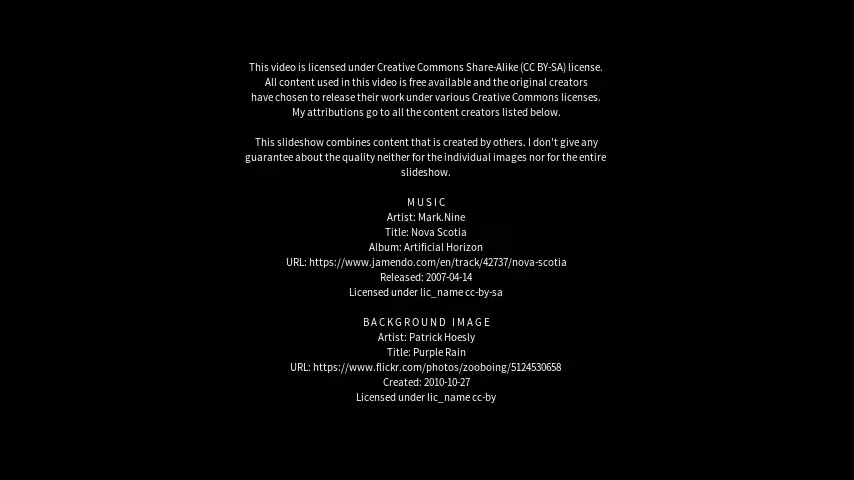 This video is licensed under Creative Commons Share-Alike (CC BY-SA) license.
All content used in this video is free available and the original creators
have chosen to release their work under various Creative Commons licenses.
My attributions go to all the content creators listed below.
This slideshow combines content that is created by others. I don't give any
guarantee about the quality neither for the individual images nor for the entire
slideshow.
MUSIC
Artist: Mark.Nine
Title: Nova Scotia
Album: Artificial Horizon
URL: https://www.jamendo.com/en/track/42737/nova-scotia
Released: 2007-04-14
Licensed under lic_name cc-by-sa
BACKGROUND IMAGE
Artist: Patrick Hoesly
Title: Purple Rain
URL: https://www.flickr.com/photos/zooboing/5124530658
Created: 2010-10-27
Licensed under lic_name cc-by